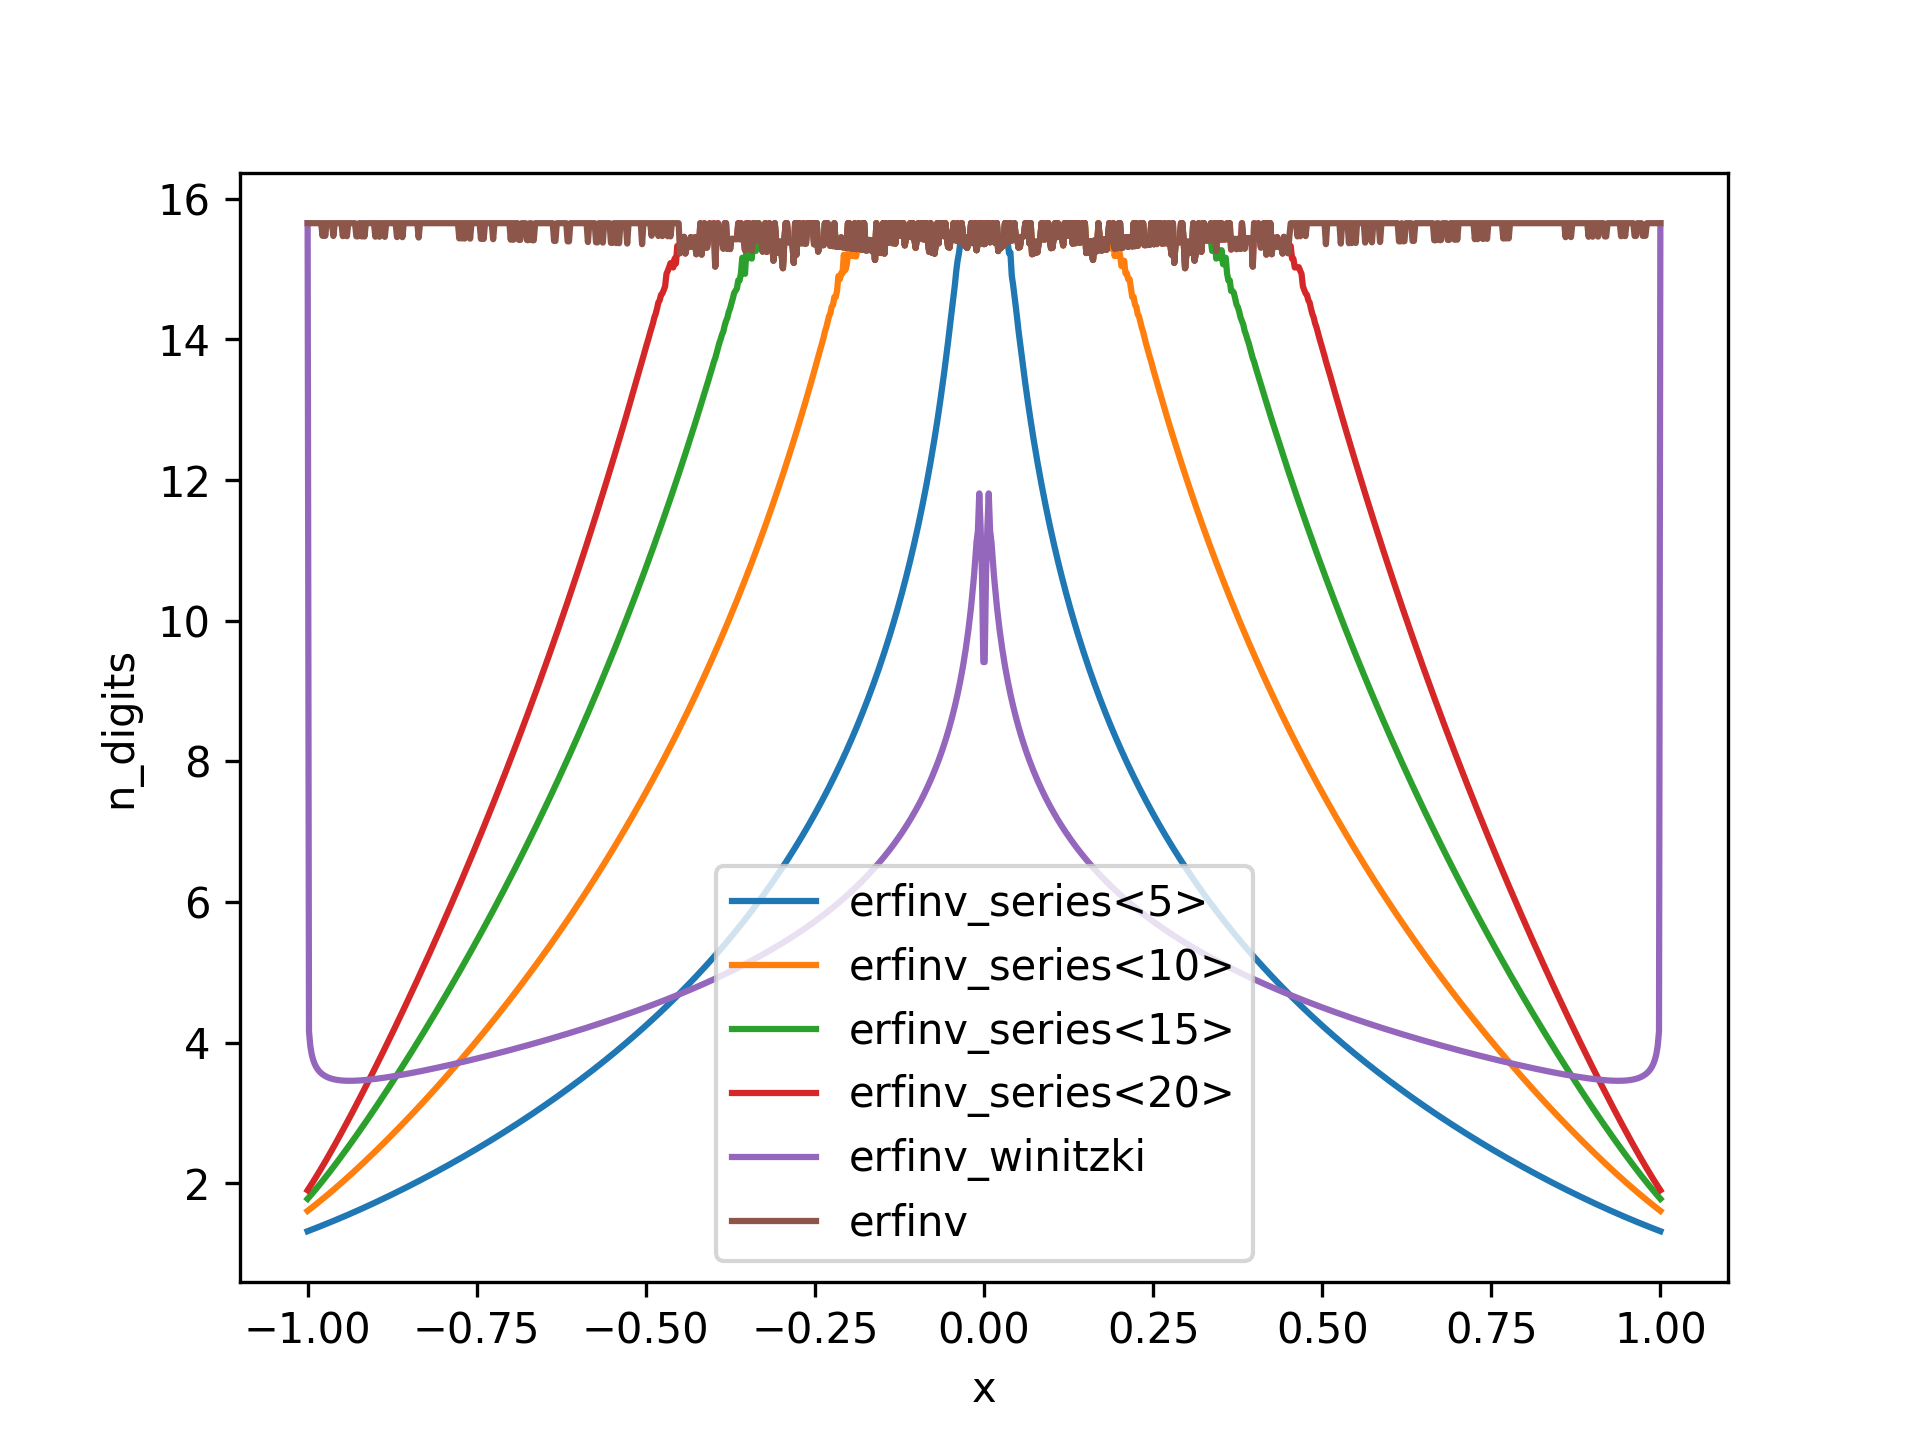 16
14
12
10
8
6
4
2
n_digits
erfinv_series<5>
erfinv_series<10>
erfinv_series<15>
erfinv_series<20>
erfinv_winitzki
erfinv
−1.00 −0.75 −0.50 −0.25 0.00 0.25 0.50 0.75 1.00
x